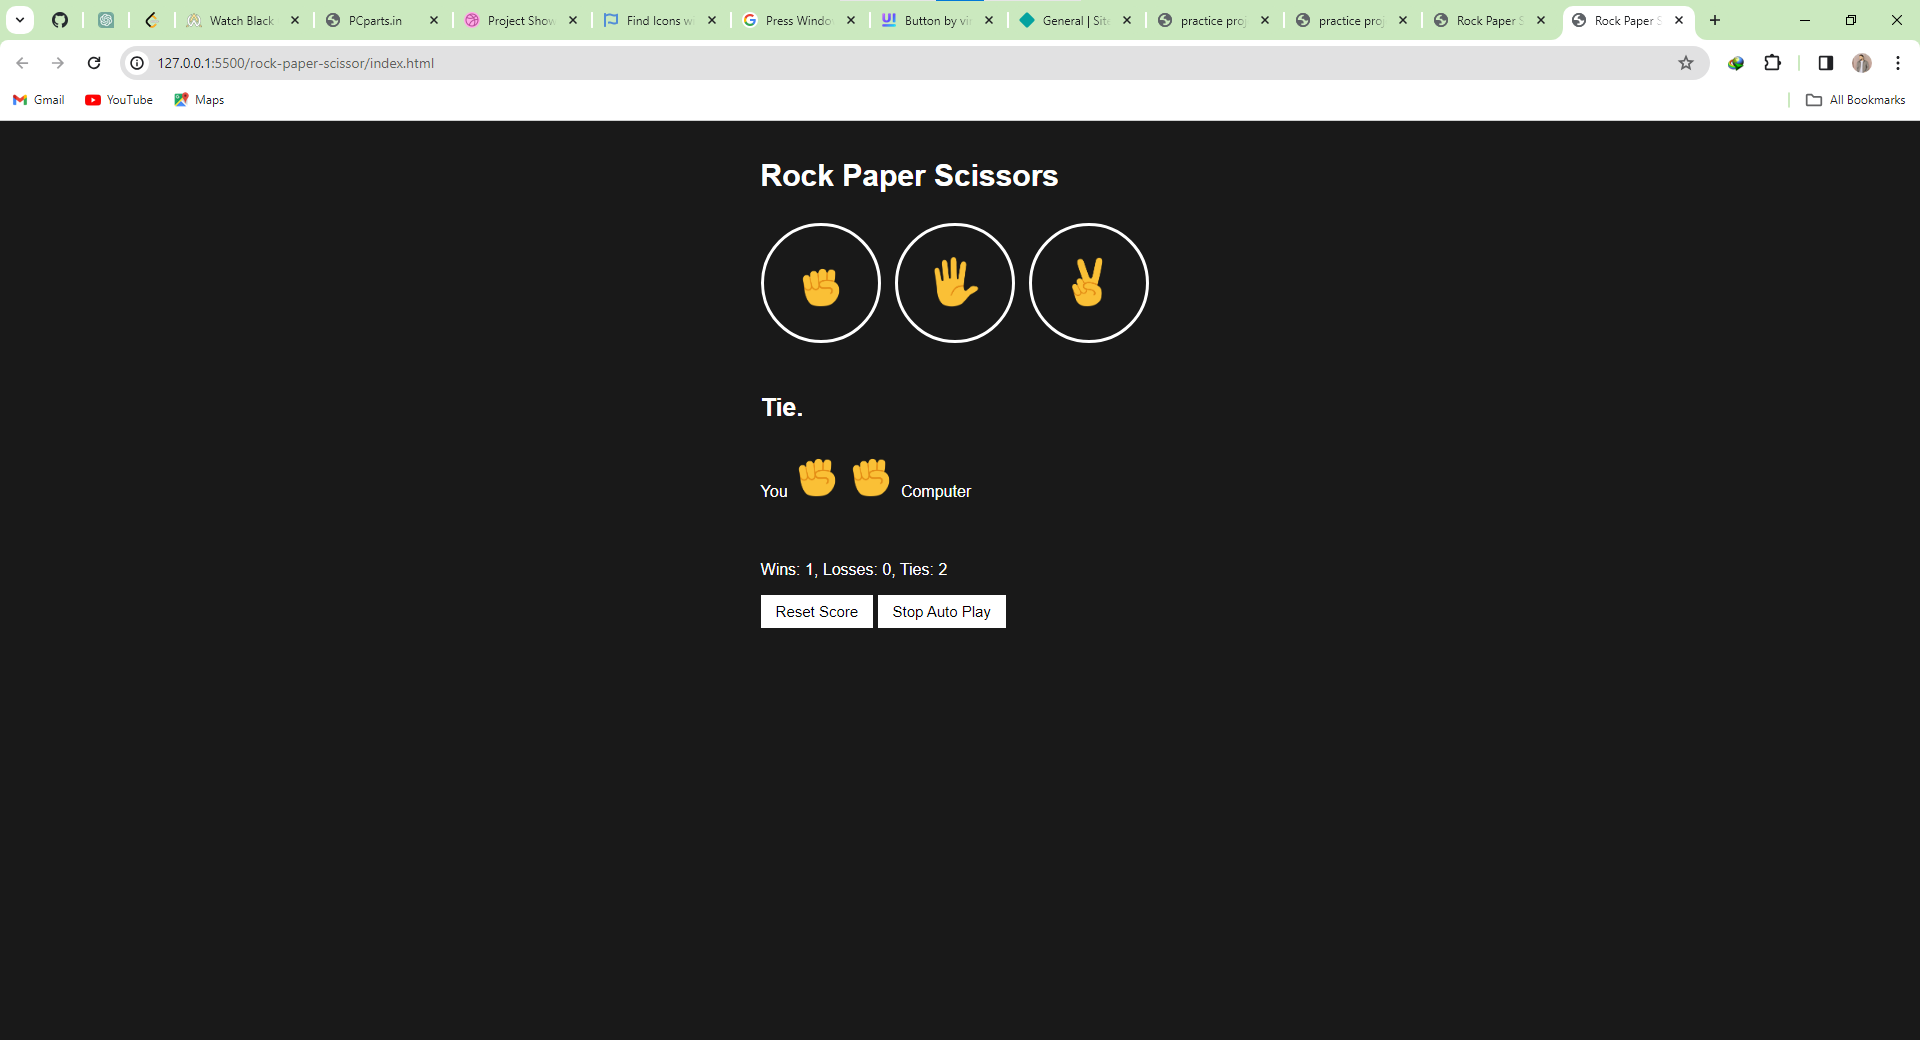 Watch Black
PCparts.in
Project Show
Find Icons wi
Press Windo
Button by vin
General | Site
practice proj
practice proj
Rock Paper S
Rock Paper S
127.0.0.1:5500/rock-paper-scissor/index.html
Gmail YouTube Maps All Bookmarks
Rock Paper Scissors
Tie.
You Computer
Wins: 1, Losses: 0, Ties: 2
Reset Score Stop Auto Play